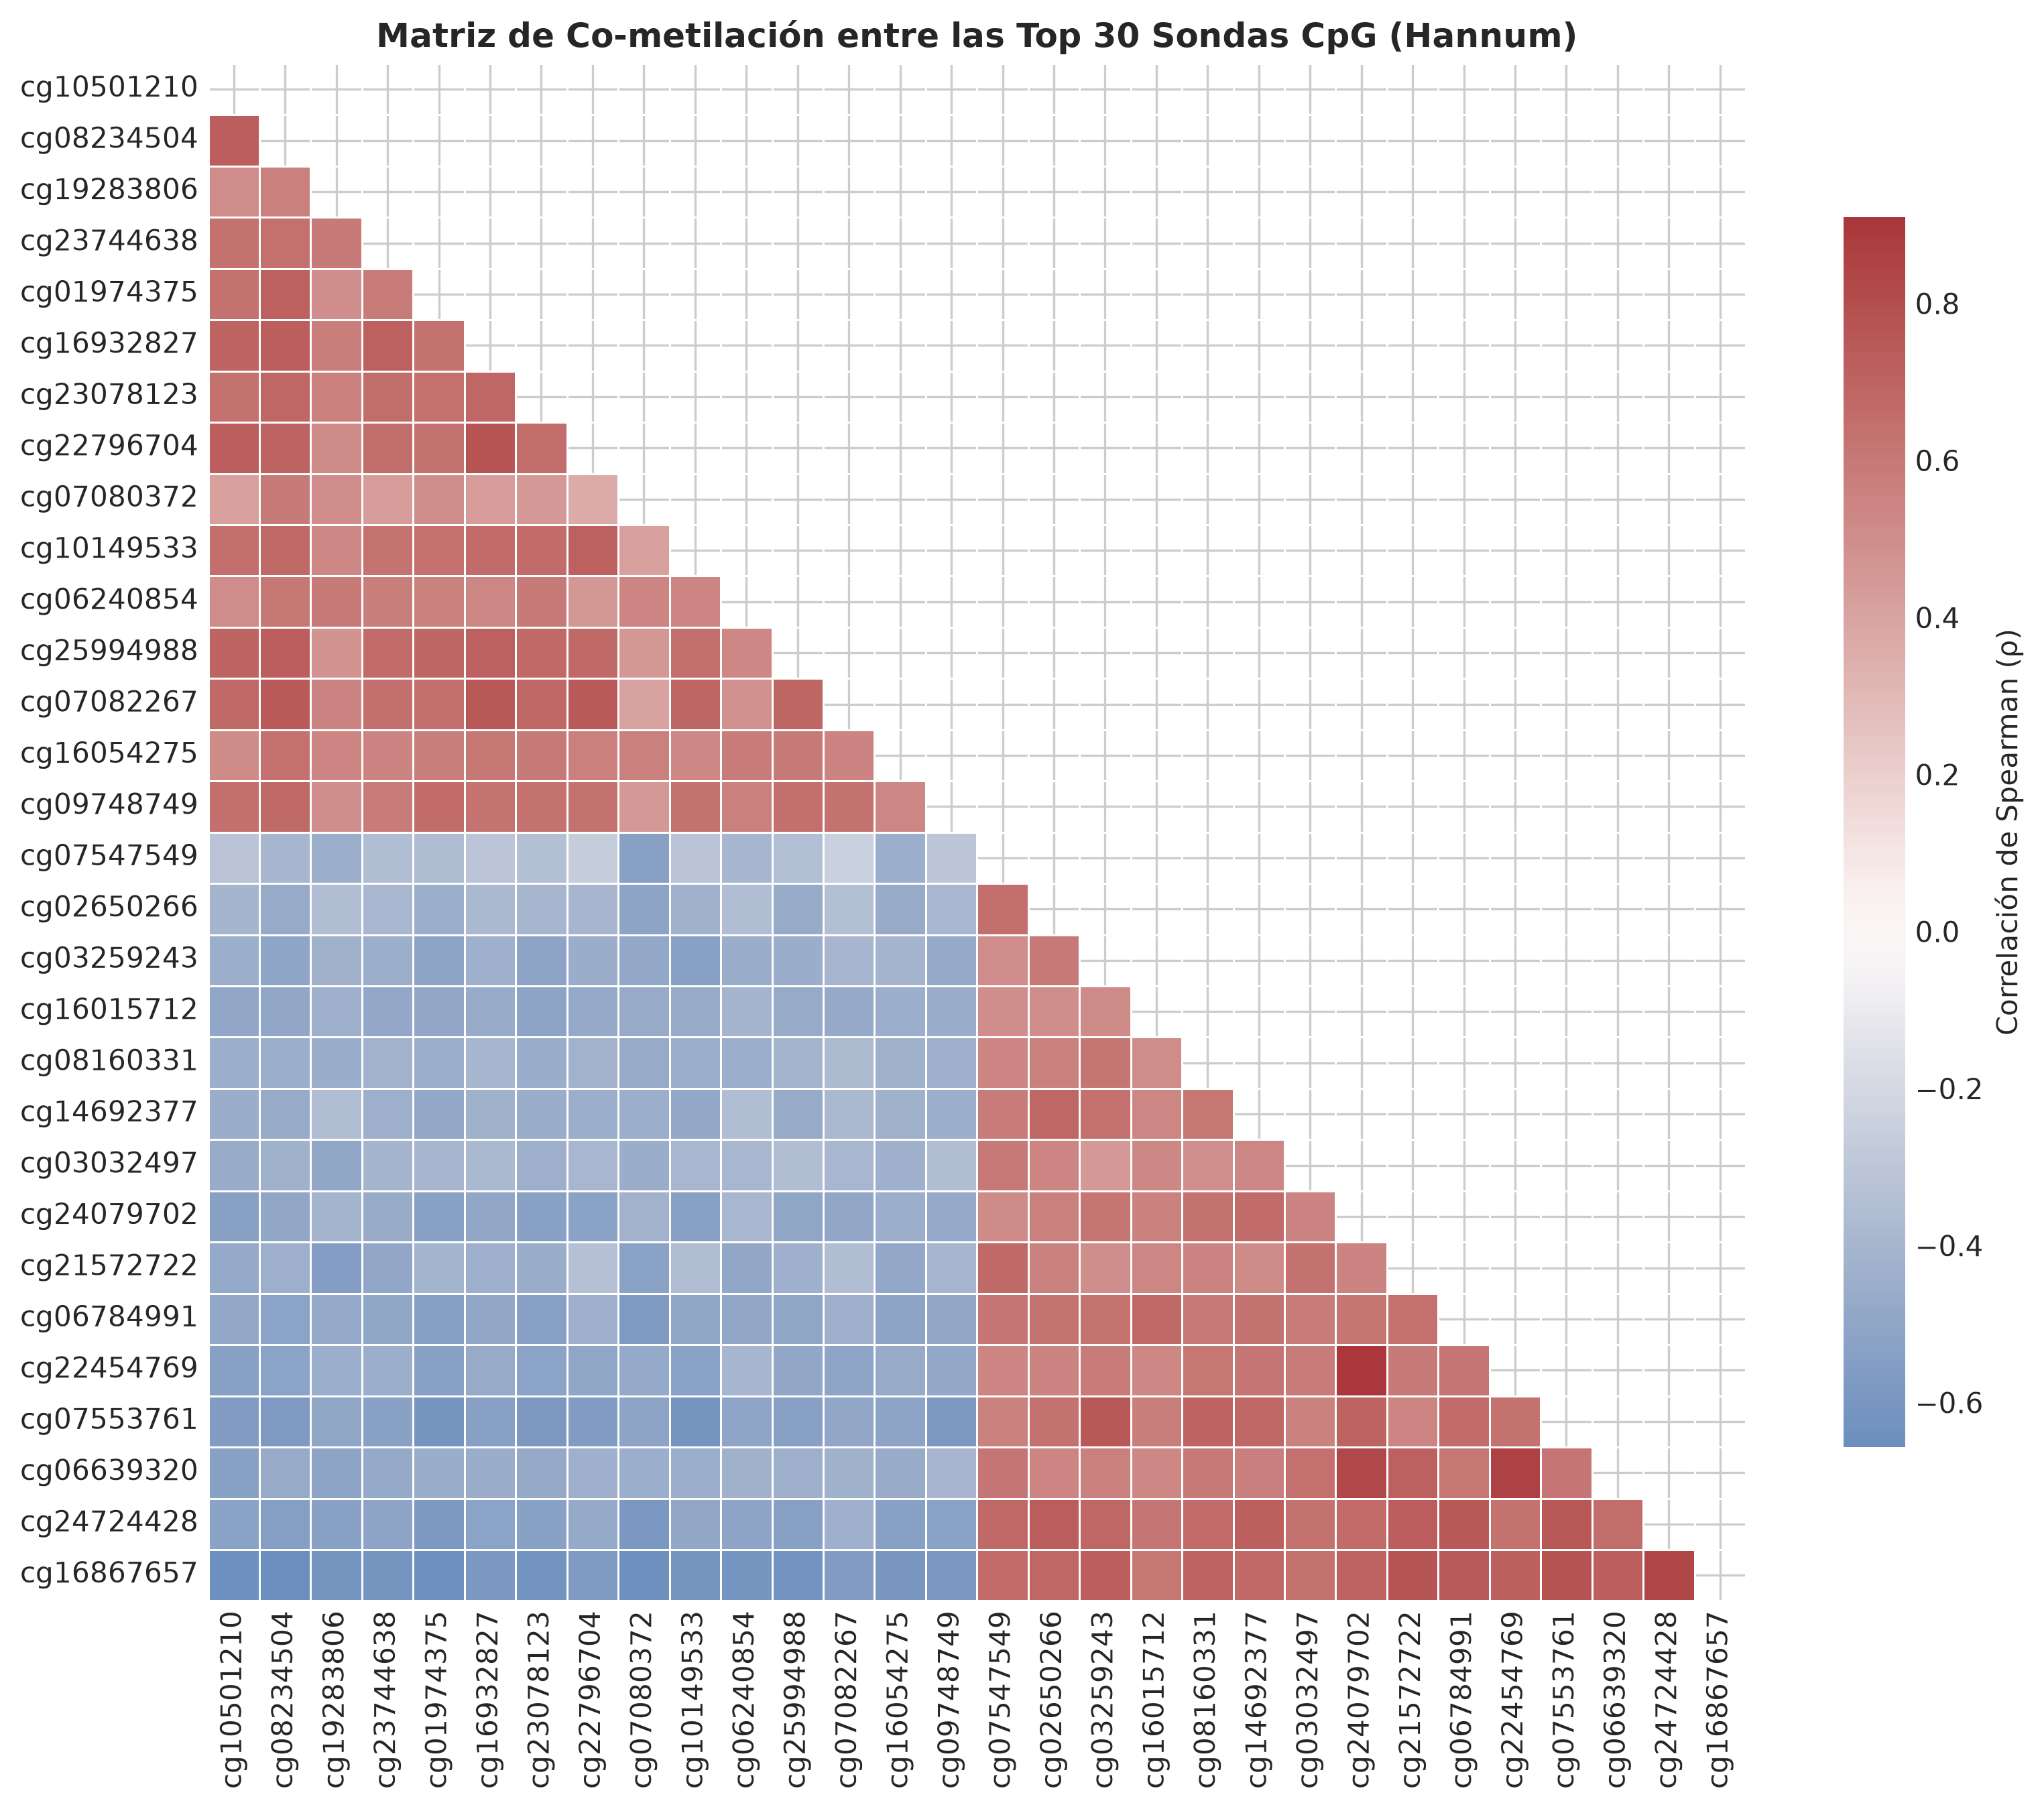 Matriz de Co-metilación entre las Top 30 Sondas CpG (Hannum)
cg10501210
cg08234504
cg19283806
cg23744638
cg01974375
cg16932827
cg23078123
cg22796704
cg07080372
cg10149533
cg06240854
cg25994988
cg07082267
cg16054275
cg09748749
cg07547549
cg02650266
cg03259243
cg16015712
cg08160331
cg14692377
cg03032497
cg24079702
cg21572722
cg06784991
cg22454769
cg07553761
cg06639320
cg24724428
cg16867657
cg10501210
cg08234504
cg19283806
cg23744638
cg01974375
cg16932827
cg23078123
cg22796704
cg07080372
cg10149533
cg06240854
cg25994988
cg07082267
cg16054275
cg09748749
cg07547549
cg02650266
cg03259243
cg16015712
cg08160331
cg14692377
cg03032497
cg24079702
cg21572722
cg06784991
cg22454769
cg07553761
cg06639320
cg24724428
cg16867657
0.8
0.6
0.4
0.2
0.0
−0.2
−0.4
−0.6
Correlación de Spearman (ρ)